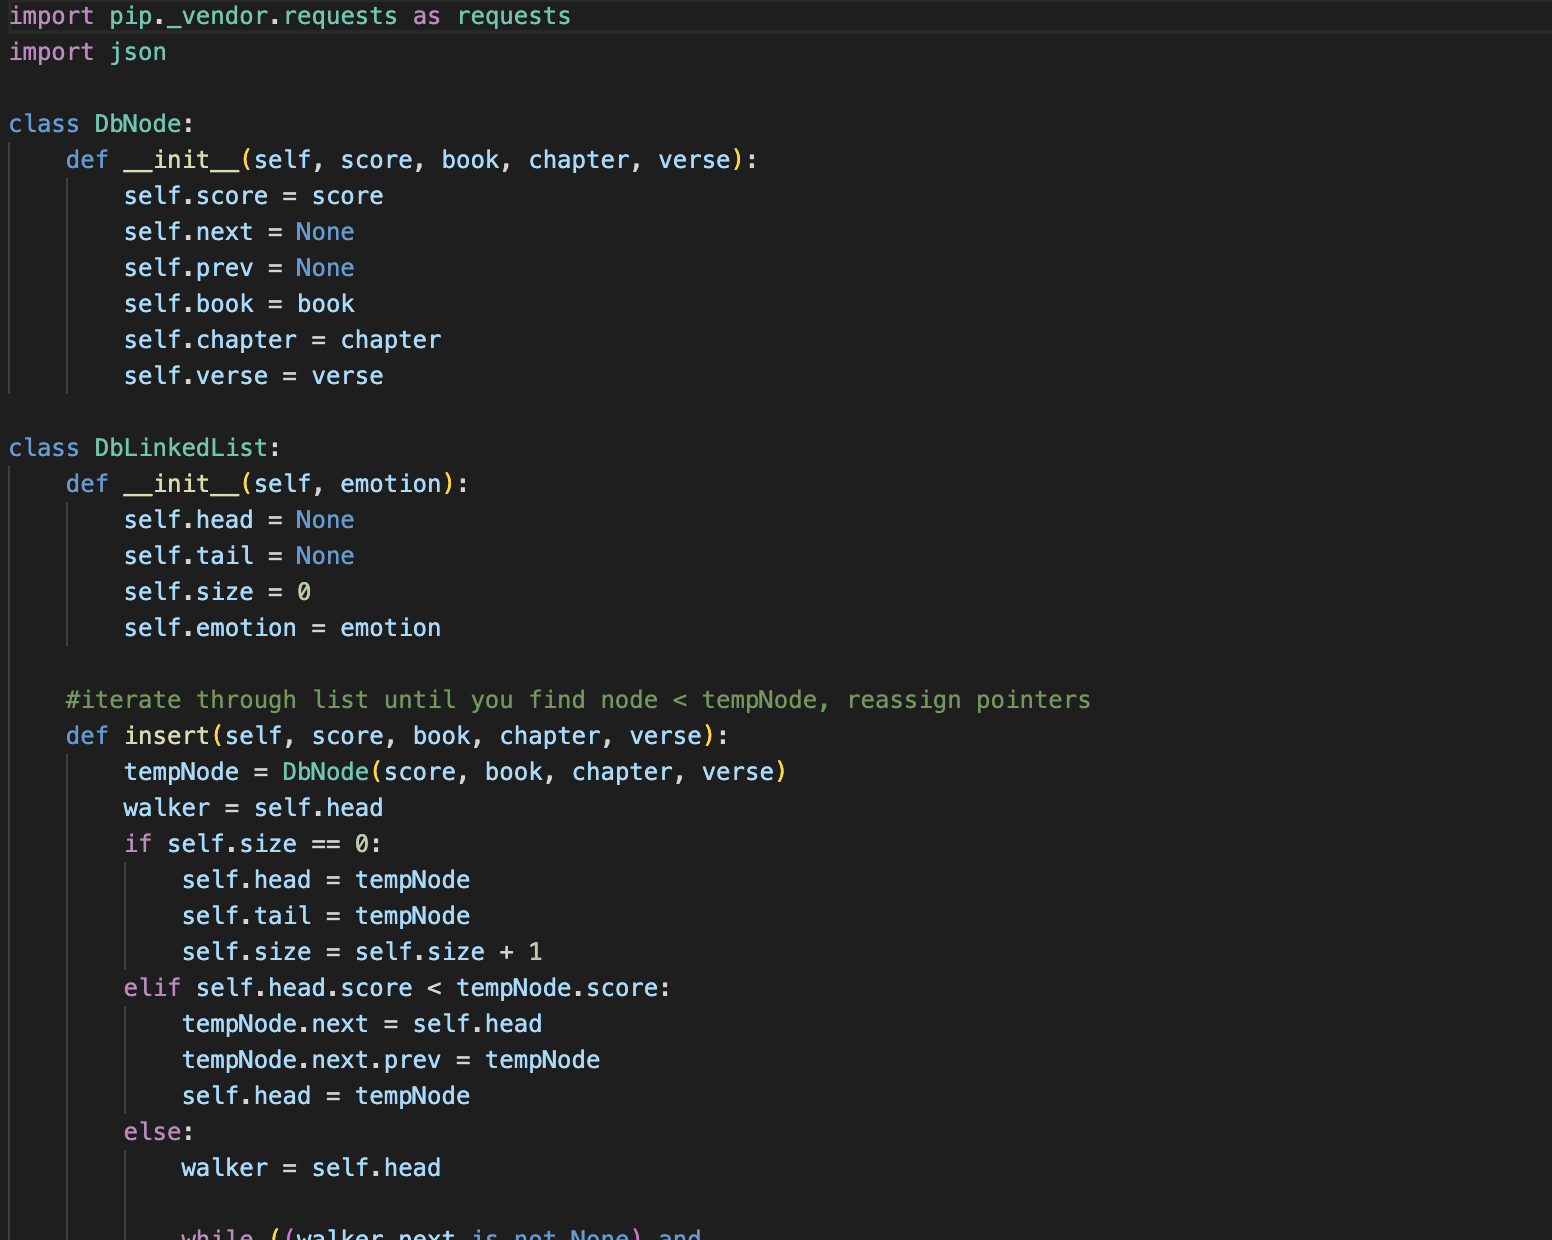 import pip._vendor.requests as requests
import json
class DbNode:
def __init__(self, score, book, chapter, verse):
self.score = score
self.next = None
self.prev = None
self.book = book
self.chapter = chapter
self.verse = verse
class DbLinkedList:
def __init__(self, emotion):
self.head = None
self.tail = None
self.size = 0
self.emotion = emotion
#iterate through list until you find node < tempNode, reassign pointers
def insert(self, score, book, chapter, verse):
tempNode = DbNode(score, book, chapter, verse)
walker = self.head
if self.size == 0:
self.head = tempNode
self.tail = tempNode
self.size = self.size + 1
elif self.head.score < tempNode.score:
tempNode.next = self.head
tempNode.next.prev = tempNode
self.head = tempNode
else:
walker = self.head
while ((walker.next is not None) and